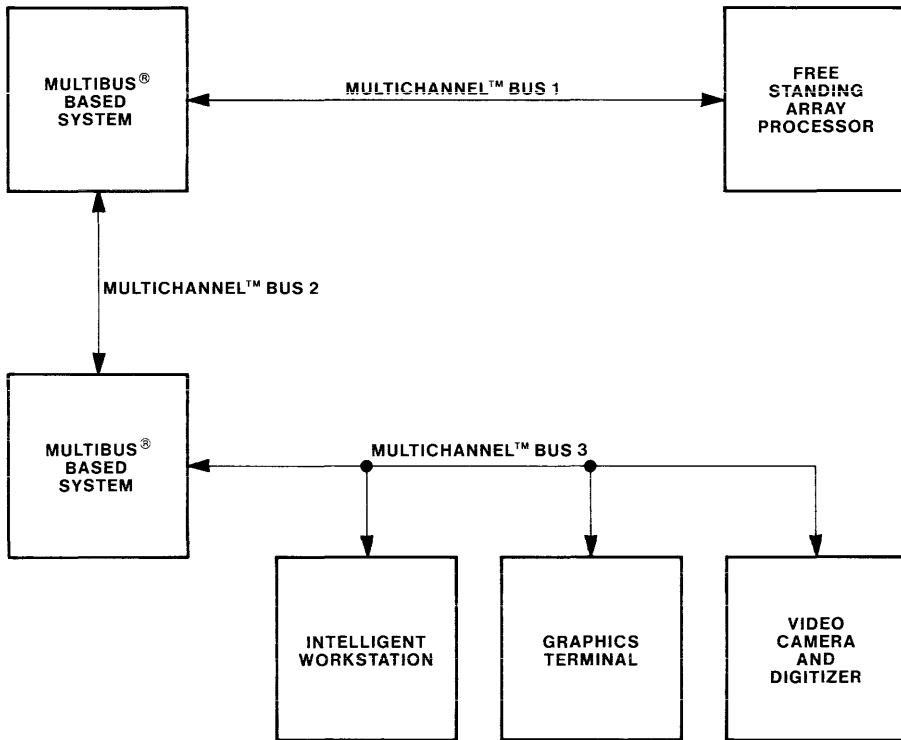 MULTIBUS®
BASED
SYSTEM
MULTICHANNEL™ BUS 1
FREE
STANDING
ARRAY
PROCESSOR
MULTICHANNEL™ BUS 2
MULTIBUS®
BASED
SYSTEM
MULTICHANNEL™ BUS 3
INTELLIGENT
WORKSTATION
GRAPHICS
TERMINAL
VIDEO
CAMERA
AND
DIGITIZER